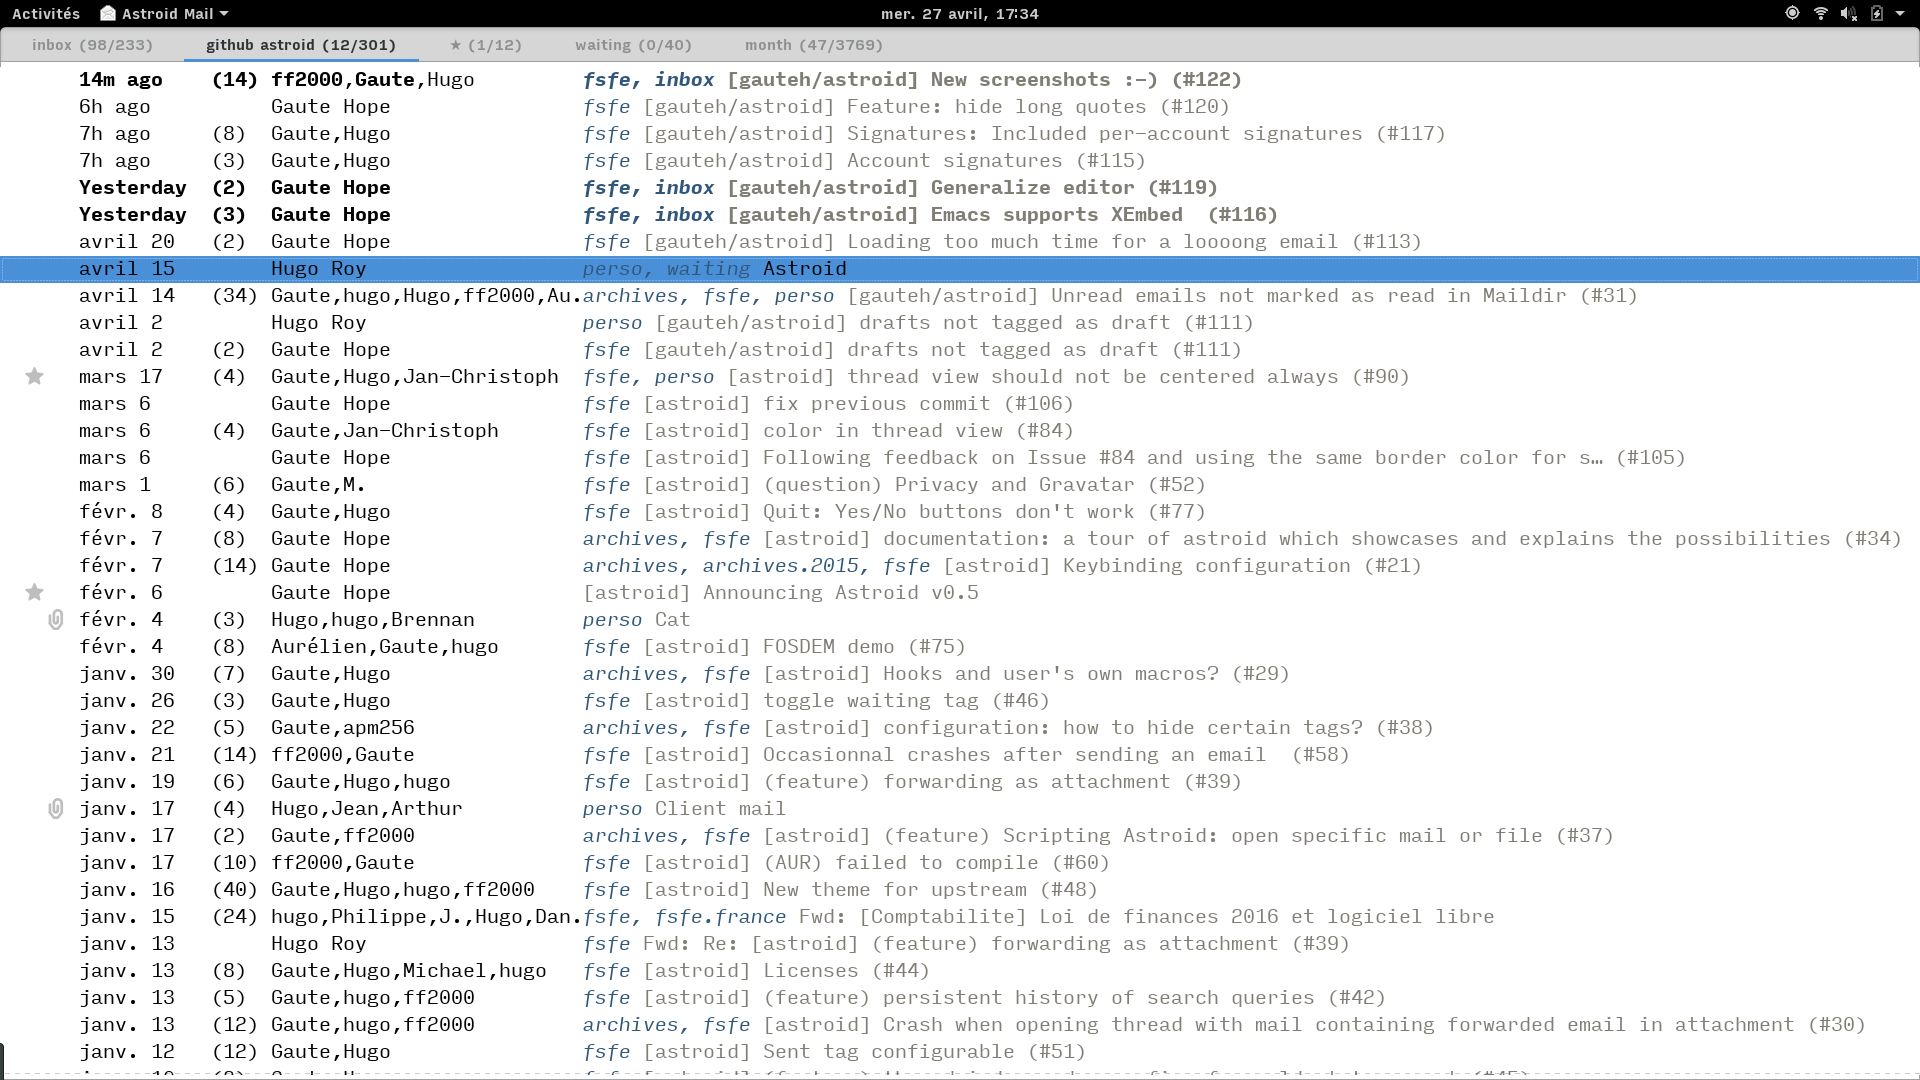 Activités Astroid Mail mer. 27 avril, 17:34
inbox (98/233) github astroid (12/301) ★ (1/12) waiting (0/40) month (47/3769)
14m ago (14) ff2000,Gaute,Hugo fsfe, inbox [gauteh/astroid] New screenshots :-) (#122)
6h ago Gaute Hope fsfe [gauteh/astroid] Feature: hide long quotes (#120)
7h ago (8) Gaute,Hugo fsfe [gauteh/astroid] Signatures: Included per-account signatures (#117)
7h ago (3) Gaute,Hugo fsfe [gauteh/astroid] Account signatures (#115)
Yesterday (2) Gaute Hope fsfe, inbox [gauteh/astroid] Generalize editor (#119)
Yesterday (3) Gaute Hope fsfe, inbox [gauteh/astroid] Emacs supports XEmbed (#116)
avril 20 (2) Gaute Hope fsfe [gauteh/astroid] Loading too much time for a loooong email (#113)
avril 15 Hugo Roy perso, waiting Astroid
avril 14 (34) Gaute,hugo,Hugo,ff2000,Au. archives, fsfe, perso [gauteh/astroid] Unread emails not marked as read in Maildir (#31)
avril 2 Hugo Roy perso [gauteh/astroid] drafts not tagged as draft (#111)
avril 2 (2) Gaute Hope fsfe [gauteh/astroid] drafts not tagged as draft (#111)
mars 17 (4) Gaute,Hugo,Jan-Christoph fsfe, perso [astroid] thread view should not be centered always (#90)
mars 6 Gaute Hope fsfe [astroid] fix previous commit (#106)
mars 6 (4) Gaute,Jan-Christoph fsfe [astroid] color in thread view (#84)
mars 6 Gaute Hope fsfe [astroid] Following feedback on Issue #84 and using the same border color for s… (#105)
mars 1 (6) Gaute,M. fsfe [astroid] (question) Privacy and Gravatar (#52)
févr. 8 (4) Gaute,Hugo fsfe [astroid] Quit: Yes/No buttons don't work (#77)
févr. 7 (8) Gaute Hope archives, fsfe [astroid] documentation: a tour of astroid which showcases and explains the possibilities (#34)
févr. 7 (14) Gaute Hope archives, archives.2015, fsfe [astroid] Keybinding configuration (#21)
févr. 6 Gaute Hope [astroid] Announcing Astroid v0.5
févr. 4 (3) Hugo,hugo,Brennan perso Cat
févr. 4 (8) Aurélien,Gaute,hugo fsfe [astroid] FOSDEM demo (#75)
janv. 30 (7) Gaute,Hugo archives, fsfe [astroid] Hooks and user's own macros? (#29)
janv. 26 (3) Gaute,Hugo fsfe [astroid] toggle waiting tag (#46)
janv. 22 (5) Gaute,apm256 archives, fsfe [astroid] configuration: how to hide certain tags? (#38)
janv. 21 (14) ff2000,Gaute fsfe [astroid] Occasionnal crashes after sending an email (#58)
janv. 19 (6) Gaute,Hugo,hugo fsfe [astroid] (feature) forwarding as attachment (#39)
janv. 17 (4) Hugo,Jean,Arthur perso Client mail
janv. 17 (2) Gaute,ff2000 archives, fsfe [astroid] (feature) Scripting Astroid: open specific mail or file (#37)
janv. 17 (10) ff2000,Gaute fsfe [astroid] (AUR) failed to compile (#60)
janv. 16 (40) Gaute,Hugo,hugo,ff2000 fsfe [astroid] New theme for upstream (#48)
janv. 15 (24) hugo,Philippe,J.,Hugo,Dan. fsfe, fsfe.france Fwd: [Comptabilite] Loi de finances 2016 et logiciel libre
janv. 13 Hugo Roy fsfe Fwd: Re: [astroid] (feature) forwarding as attachment (#39)
janv. 13 (8) Gaute,Hugo,Michael,hugo fsfe [astroid] Licenses (#44)
janv. 13 (5) Gaute,hugo,ff2000 fsfe [astroid] (feature) persistent history of search queries (#42)
janv. 13 (12) Gaute,hugo,ff2000 archives, fsfe [astroid] Crash when opening thread with mail containing forwarded email in attachment (#30)
janv. 12 (12) Gaute,Hugo fsfe [astroid] Sent tag configurable (#51)